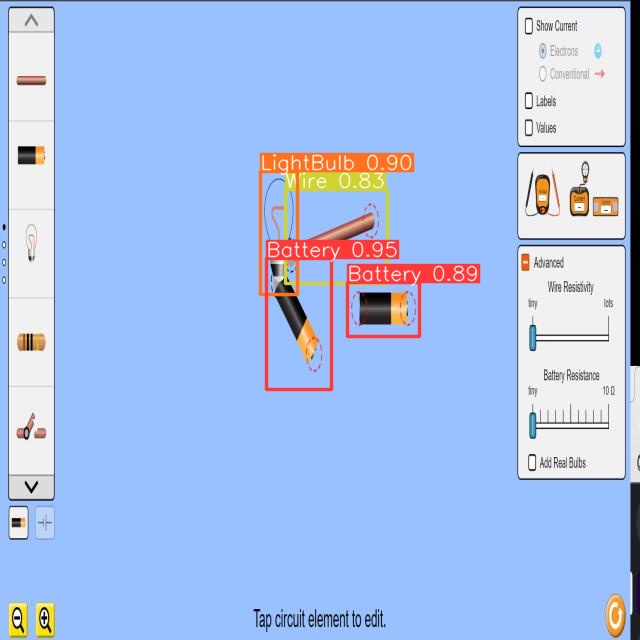 Show Current
Electrons
Conventional
Labels
Values
LightBulb 0.90
Wire 0.83
Battery 0.95
Battery 0.89
Advanced
Wire Resistivity
tiny lots
Battery Resistance
tiny 10 Ω
Add Real Bulbs
Tap circuit element to edit.